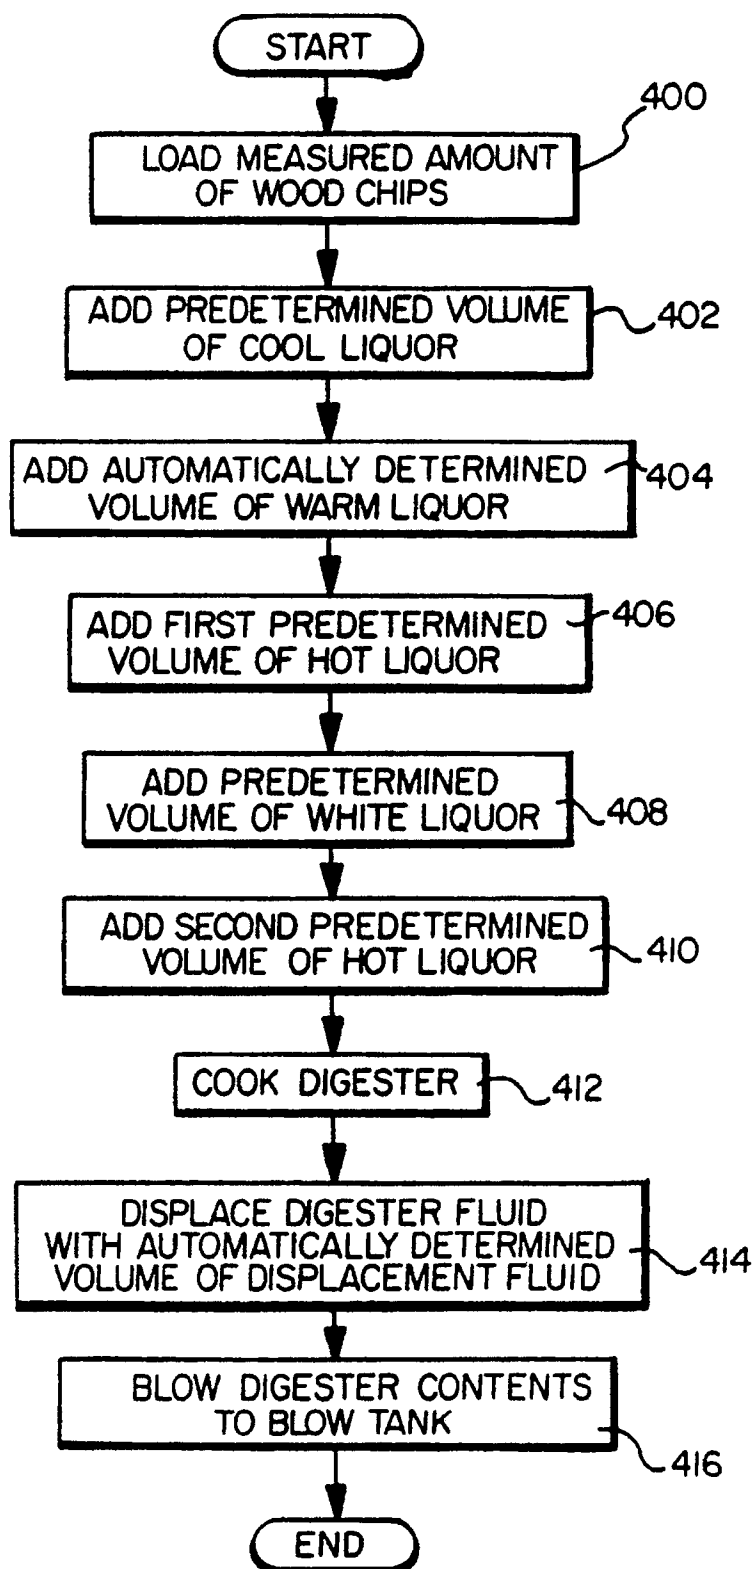 START
400
LOAD MEASURED AMOUNT
OF WOOD CHIPS
ADD PREDETERMINED VOLUME
OF COOL LIQUOR
402
ADD AUTOMATICALLY DETERMINED
VOLUME OF WARM LIQUOR
404
ADD FIRST PREDETERMINED
VOLUME OF HOT LIQUOR
406
ADD PREDETERMINED
VOLUME OF WHITE LIQUOR
408
ADD SECOND PREDETERMINED
VOLUME OF HOT LIQUOR
410
COOK DIGESTER
412
DISPLACE DIGESTER FLUID
WITH AUTOMATICALLY DETERMINED
VOLUME OF DISPLACEMENT FLUID
414
BLOW DIGESTER CONTENTS
TO BLOW TANK
416
END